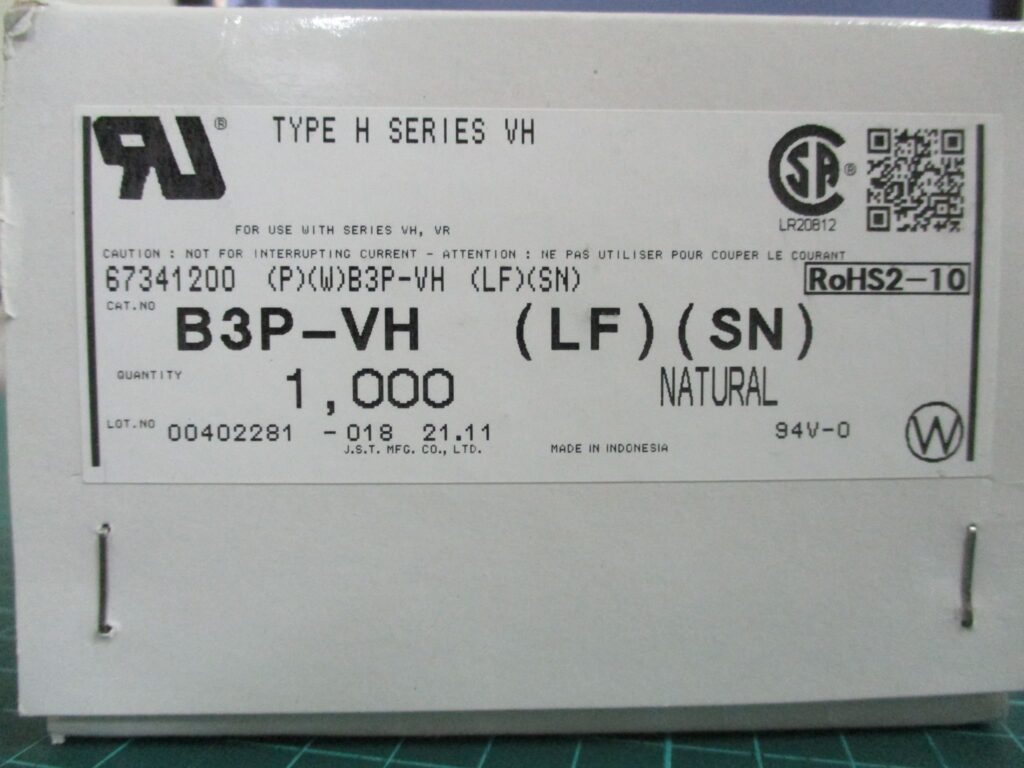 RU® TYPE H SERIES VH
CSA®
LR20812
FOR USE WITH SERIES VH, VR
CAUTION : NOT FOR INTERRUPTING CURRENT - ATTENTION : NE PAS UTILISER POUR COUPER LE COURANT
67341200 (P)(W)B3P-VH (LF)(SN) RoHS2-10
CAT.NO B3P-VH (LF)(SN)
QUANTITY 1,000 NATURAL
LOT.NO 00402281 -018 21.11 94V-0 W
J.S.T. MFG. CO., LTD. MADE IN INDONESIA